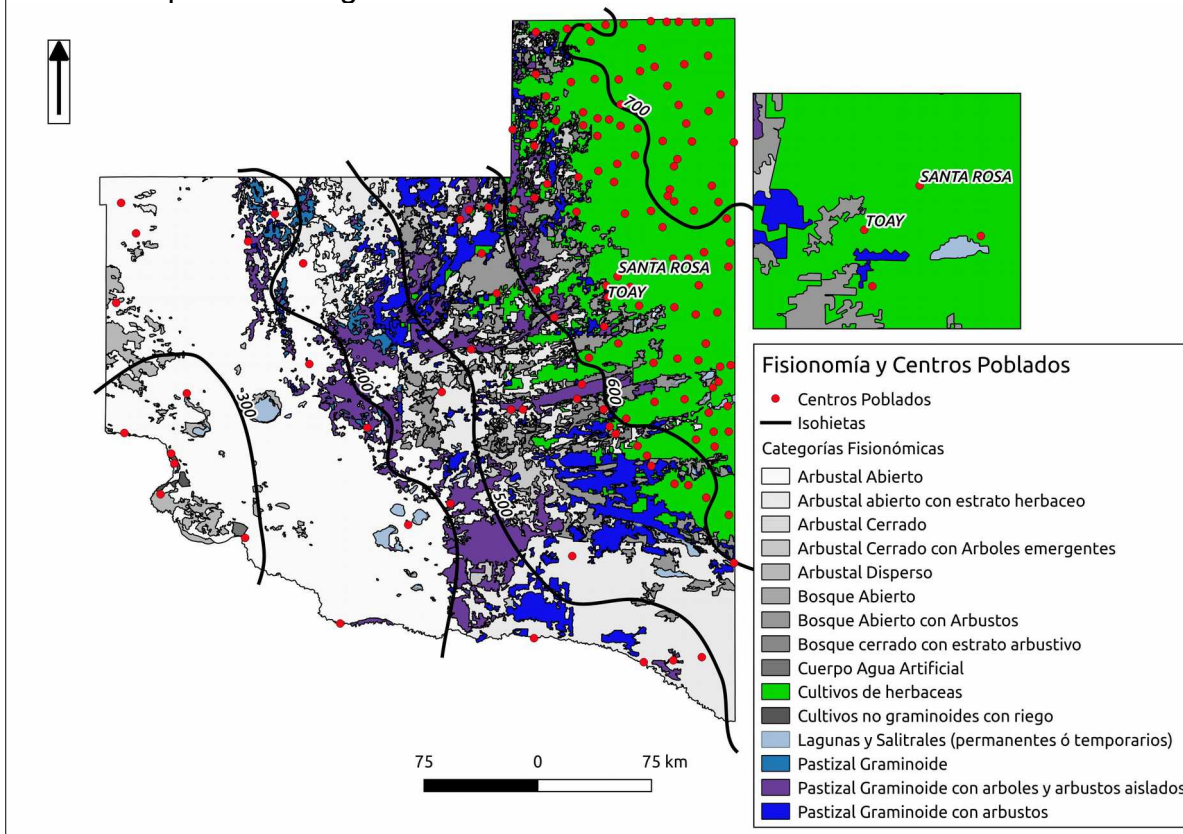 700
SANTA ROSA
TOAY
SANTA ROSA
TOAY
300
400
500
600
75 0 75 km
Fisionomía y Centros Poblados
Centros Poblados
Isohietas
Categorías Fisionómicas
Arbustal Abierto
Arbustal abierto con estrato herbaceo
Arbustal Cerrado
Arbustal Cerrado con Arboles emergentes
Arbustal Disperso
Bosque Abierto
Bosque Abierto con Arbustos
Bosque cerrado con estrato arbustivo
Cuerpo Agua Artificial
Cultivos de herbaceas
Cultivos no graminoides con riego
Lagunas y Salitrales (permanentes ó temporarios)
Pastizal Graminoide
Pastizal Graminoide con arboles y arbustos aislados
Pastizal Graminoide con arbustos